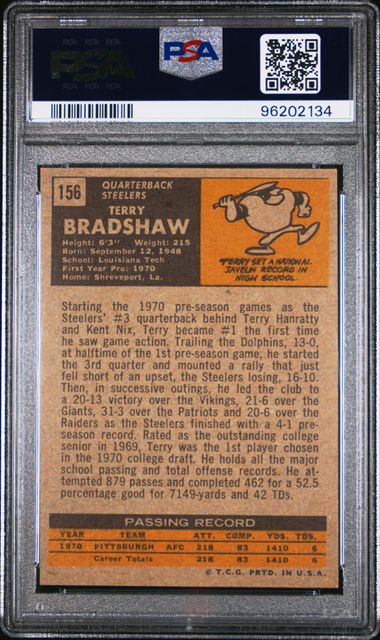 PSA
96202134
156
QUARTERBACK
STEELERS
TERRY
BRADSHAW
Height: 6'3" Weight: 215
Born: September 12, 1948
School: Louisiana Tech
First Year Pro: 1970
Home: Shreveport, La.
TERRY SET A NATIONAL
JAVELIN RECORD IN
HIGH SCHOOL.
Starting the 1970 pre-season games as the
Steelers' #3 quarterback behind Terry Hanratty
and Kent Nix, Terry became #1 the first time
he saw game action. Trailing the Dolphins, 13-0,
at halftime of the 1st pre-season game, he started
the 3rd quarter and mounted a rally that just
fell short of an upset, the Steelers losing, 16-10.
Then, in successive outings, he led the club to
a 20-13 victory over the Vikings, 21-6 over the
Giants, 31-3 over the Patriots and 20-6 over the
Raiders as the Steelers finished with a 4-1 pre-
season record. Rated as the outstanding college
senior in 1969, Terry was the 1st player chosen
in the 1970 college draft. He holds all the major
school passing and total offense records. He at-
tempted 879 passes and completed 462 for a 52.5
percentage good for 7149-yards and 42 TDs.
PASSING RECORD
YEAR TEAM ATT. COMP. YDS. TDS.
1970 PITTSBURGH AFC 218 83 1410 6
Career Totals 218 83 1410 6
© T.C.G. PRTD. IN U.S.A.